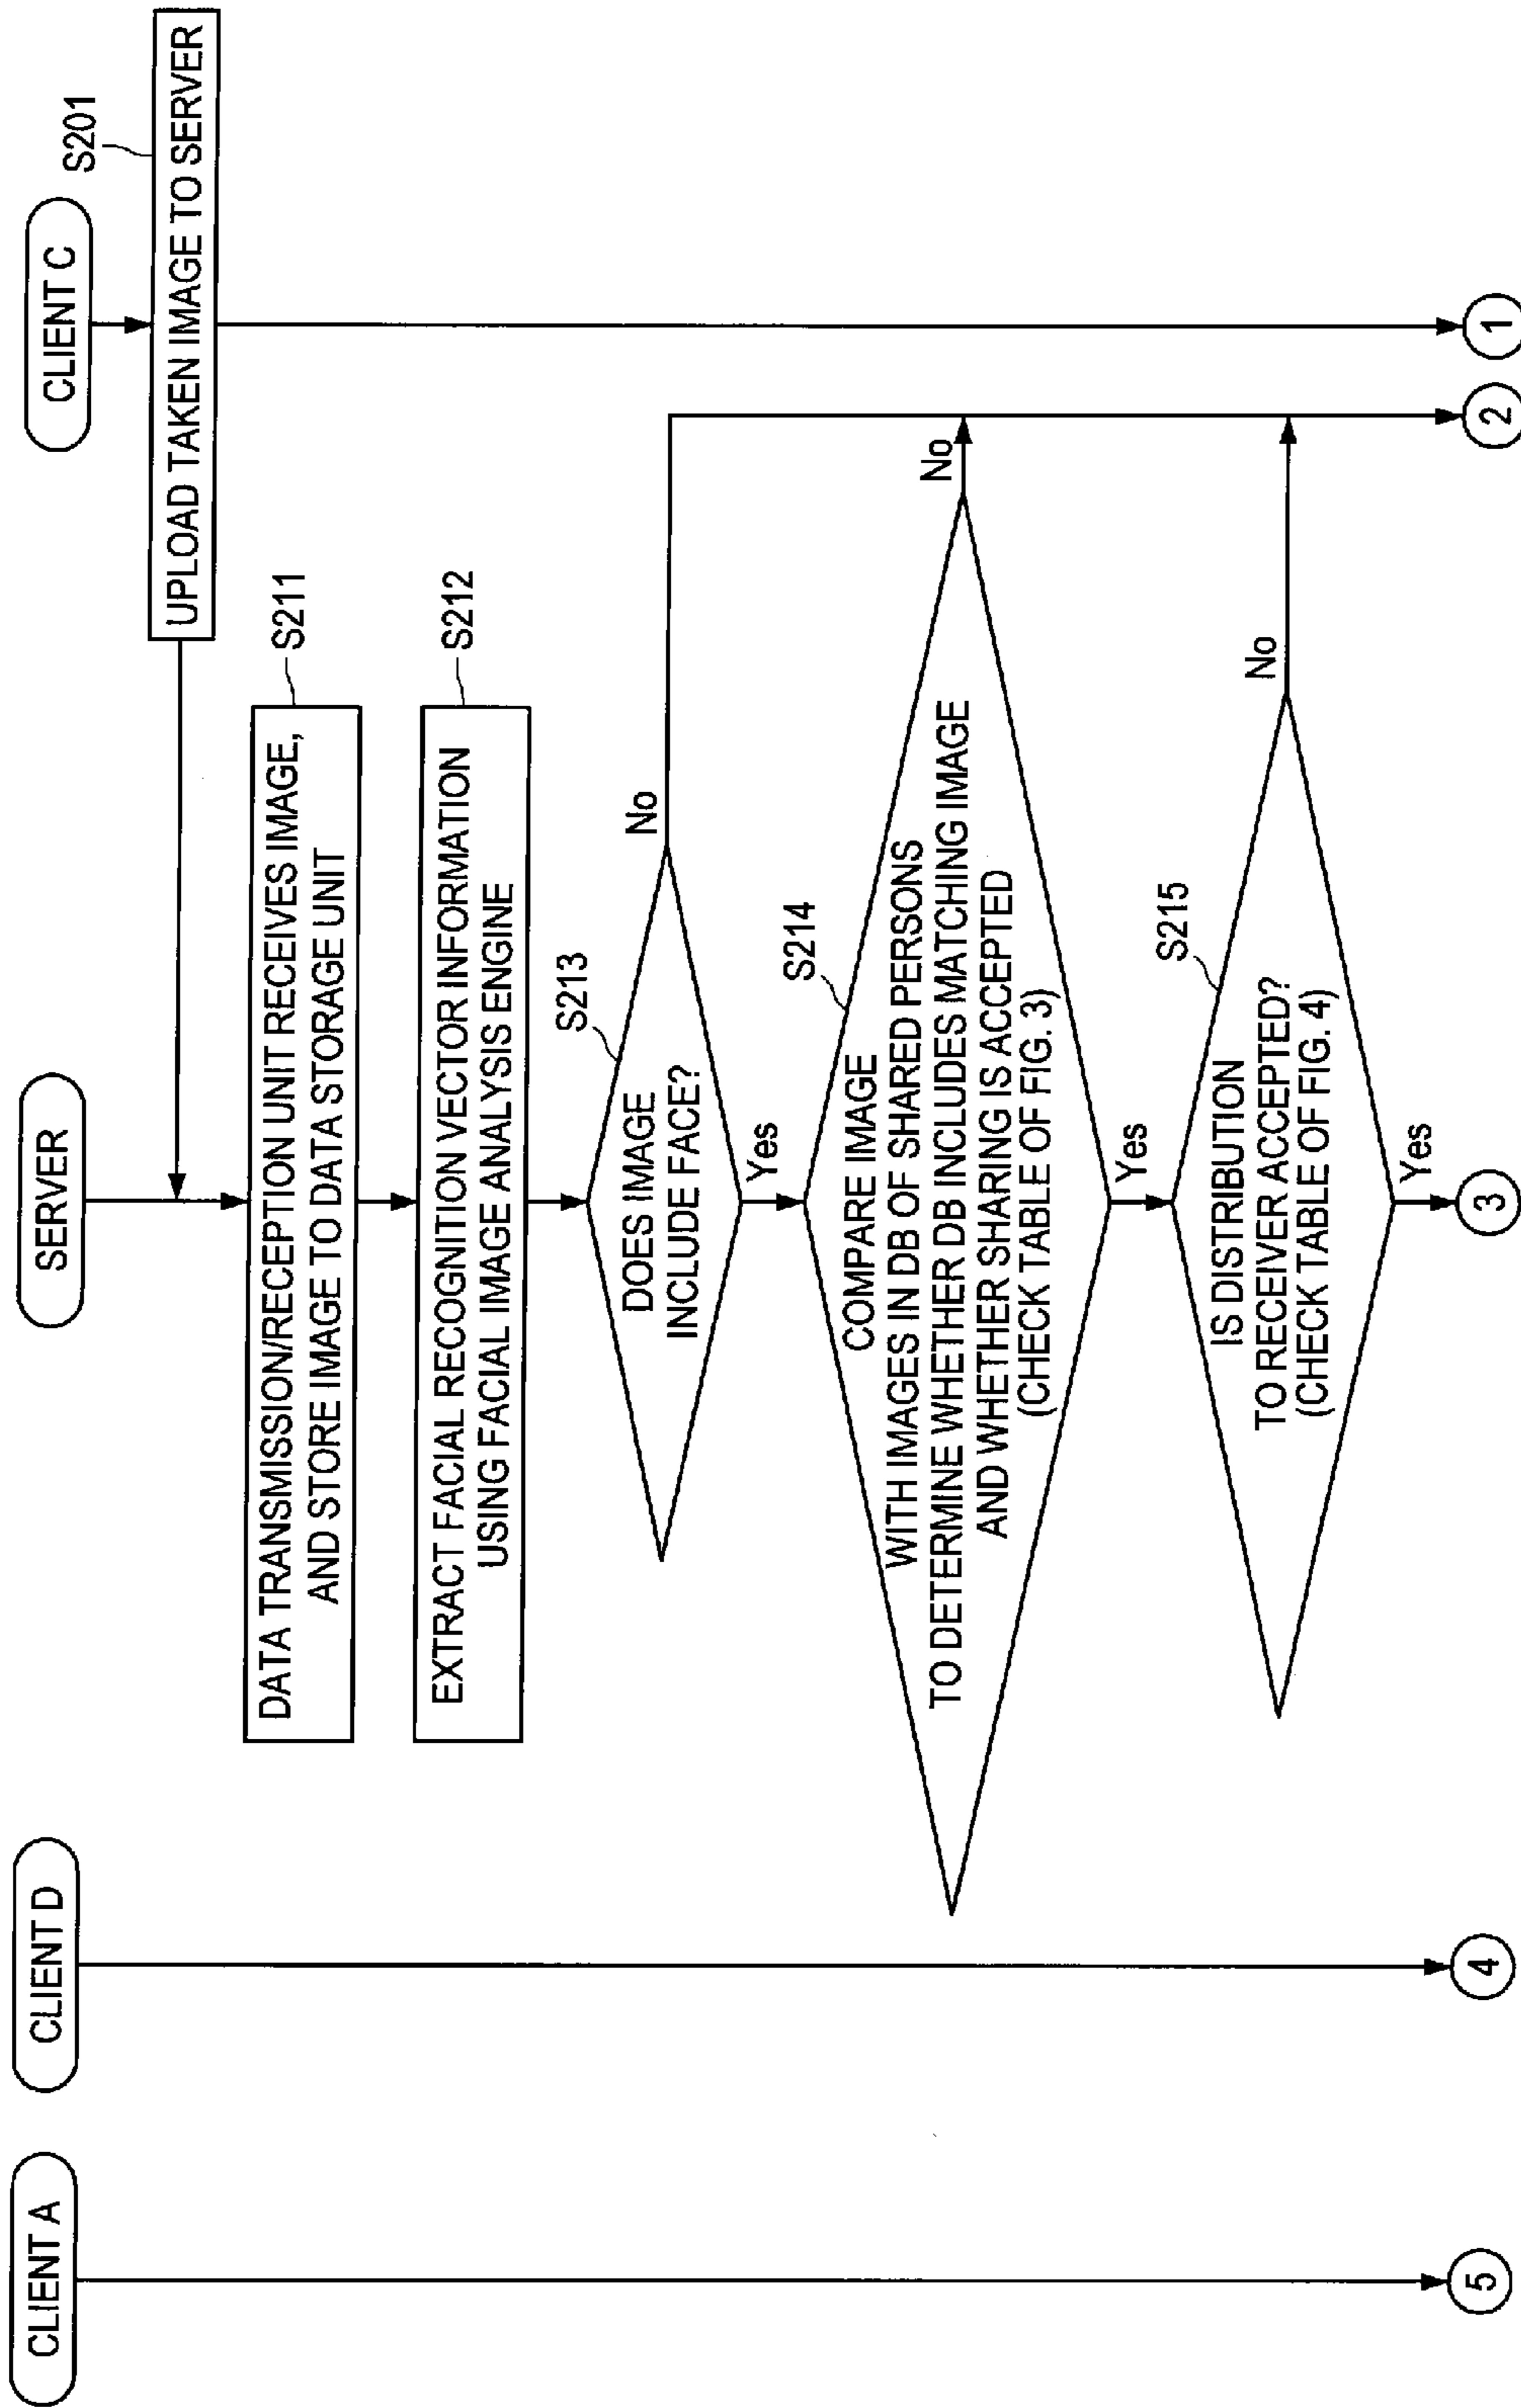 CLIENT A
CLIENT D
SERVER
CLIENT C
S201
UPLOAD TAKEN IMAGE TO SERVER
S211
DATA TRANSMISSION/RECEPTION UNIT RECEIVES IMAGE,
AND STORE IMAGE TO DATA STORAGE UNIT
S212
EXTRACT FACIAL RECOGNITION VECTOR INFORMATION
USING FACIAL IMAGE ANALYSIS ENGINE
S213
DOES IMAGE
INCLUDE FACE?
No
Yes
S214
COMPARE IMAGE
WITH IMAGES IN DB OF SHARED PERSONS
TO DETERMINE WHETHER DB INCLUDES MATCHING IMAGE
AND WHETHER SHARING IS ACCEPTED
(CHECK TABLE OF FIG. 3)
No
Yes
S215
IS DISTRIBUTION
TO RECEIVER ACCEPTED?
(CHECK TABLE OF FIG. 4)
No
Yes
5
4
3
2
1